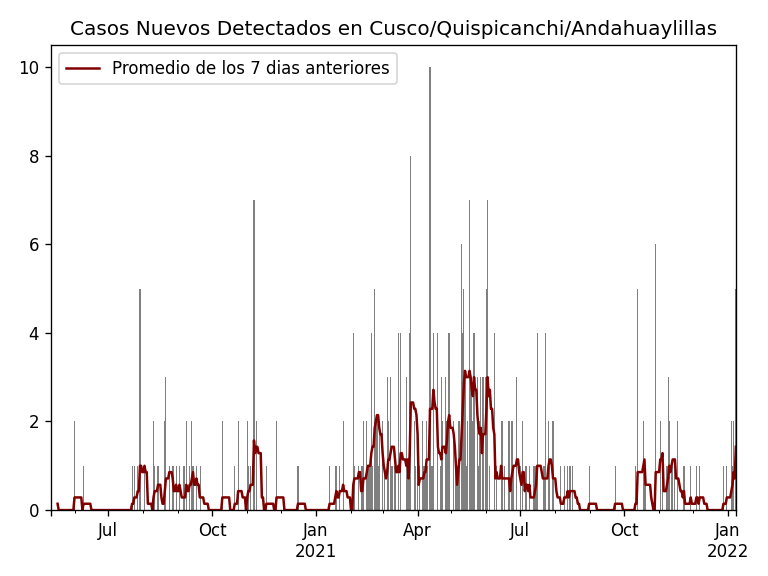 Casos Nuevos Detectados en Cusco/Quispicanchi/Andahuaylillas
Promedio de los 7 dias anteriores
10
8
6
4
2
0
Jul
Oct
Jan
2021
Apr
Jul
Oct
Jan
2022